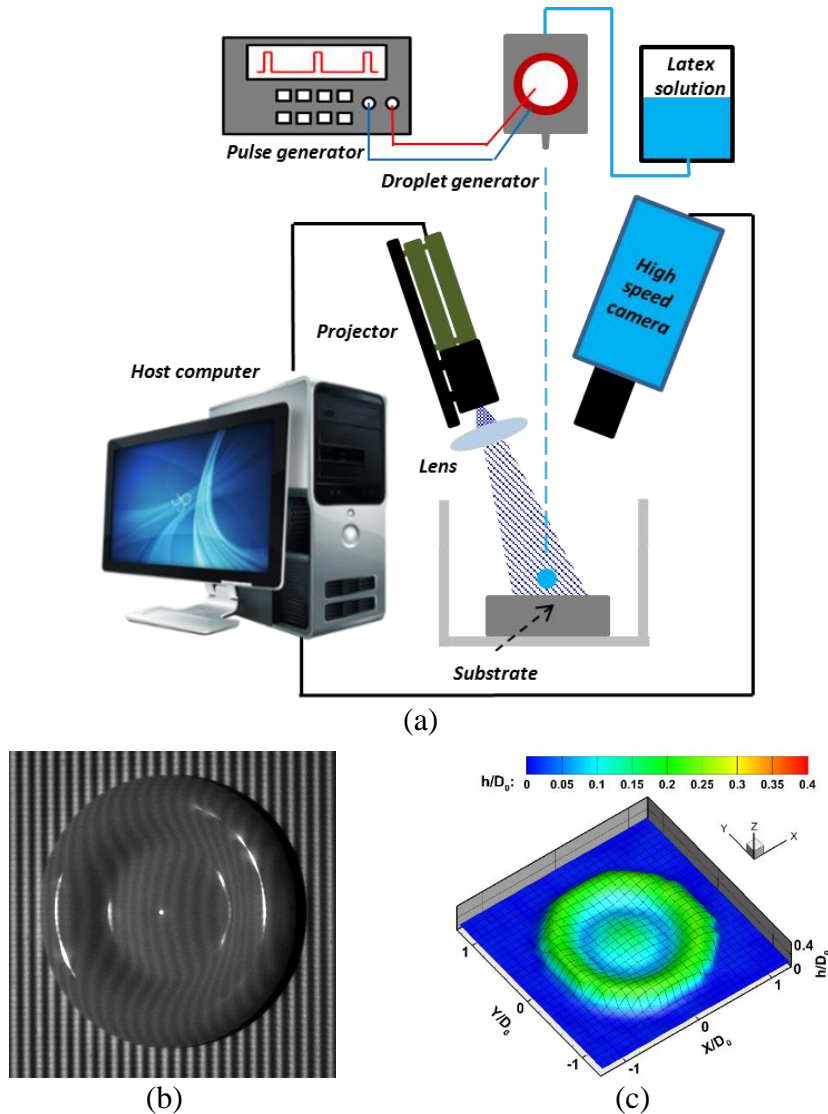 Latex
solution
Pulse generator
Droplet generator
High
speed
camera
Projector
Host computer
Lens
Substrate
(a)
h/D₀: 0 0.05 0.1 0.15 0.2 0.25 0.3 0.35 0.4
Y Z X
0.4
0
h/D₀
1
0
-1
Y/D₀
-1
0
1
X/D₀
(b)
(c)